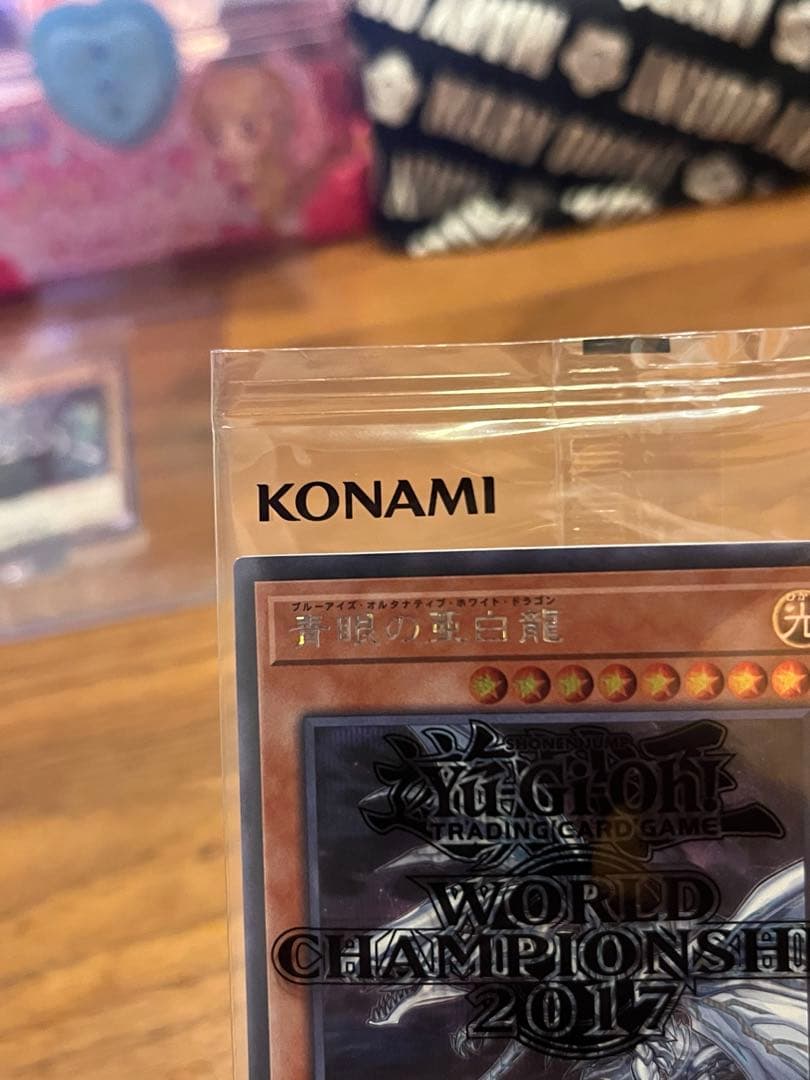 KONAMI
ブルーアイズ・オルタナティブ・ホワイト・ドラゴン
青眼の亜白龍
光
SHONEN JUMP
Yu-Gi-Oh!
TRADING CARD GAME
WORLD
CHAMPIONSH
2017